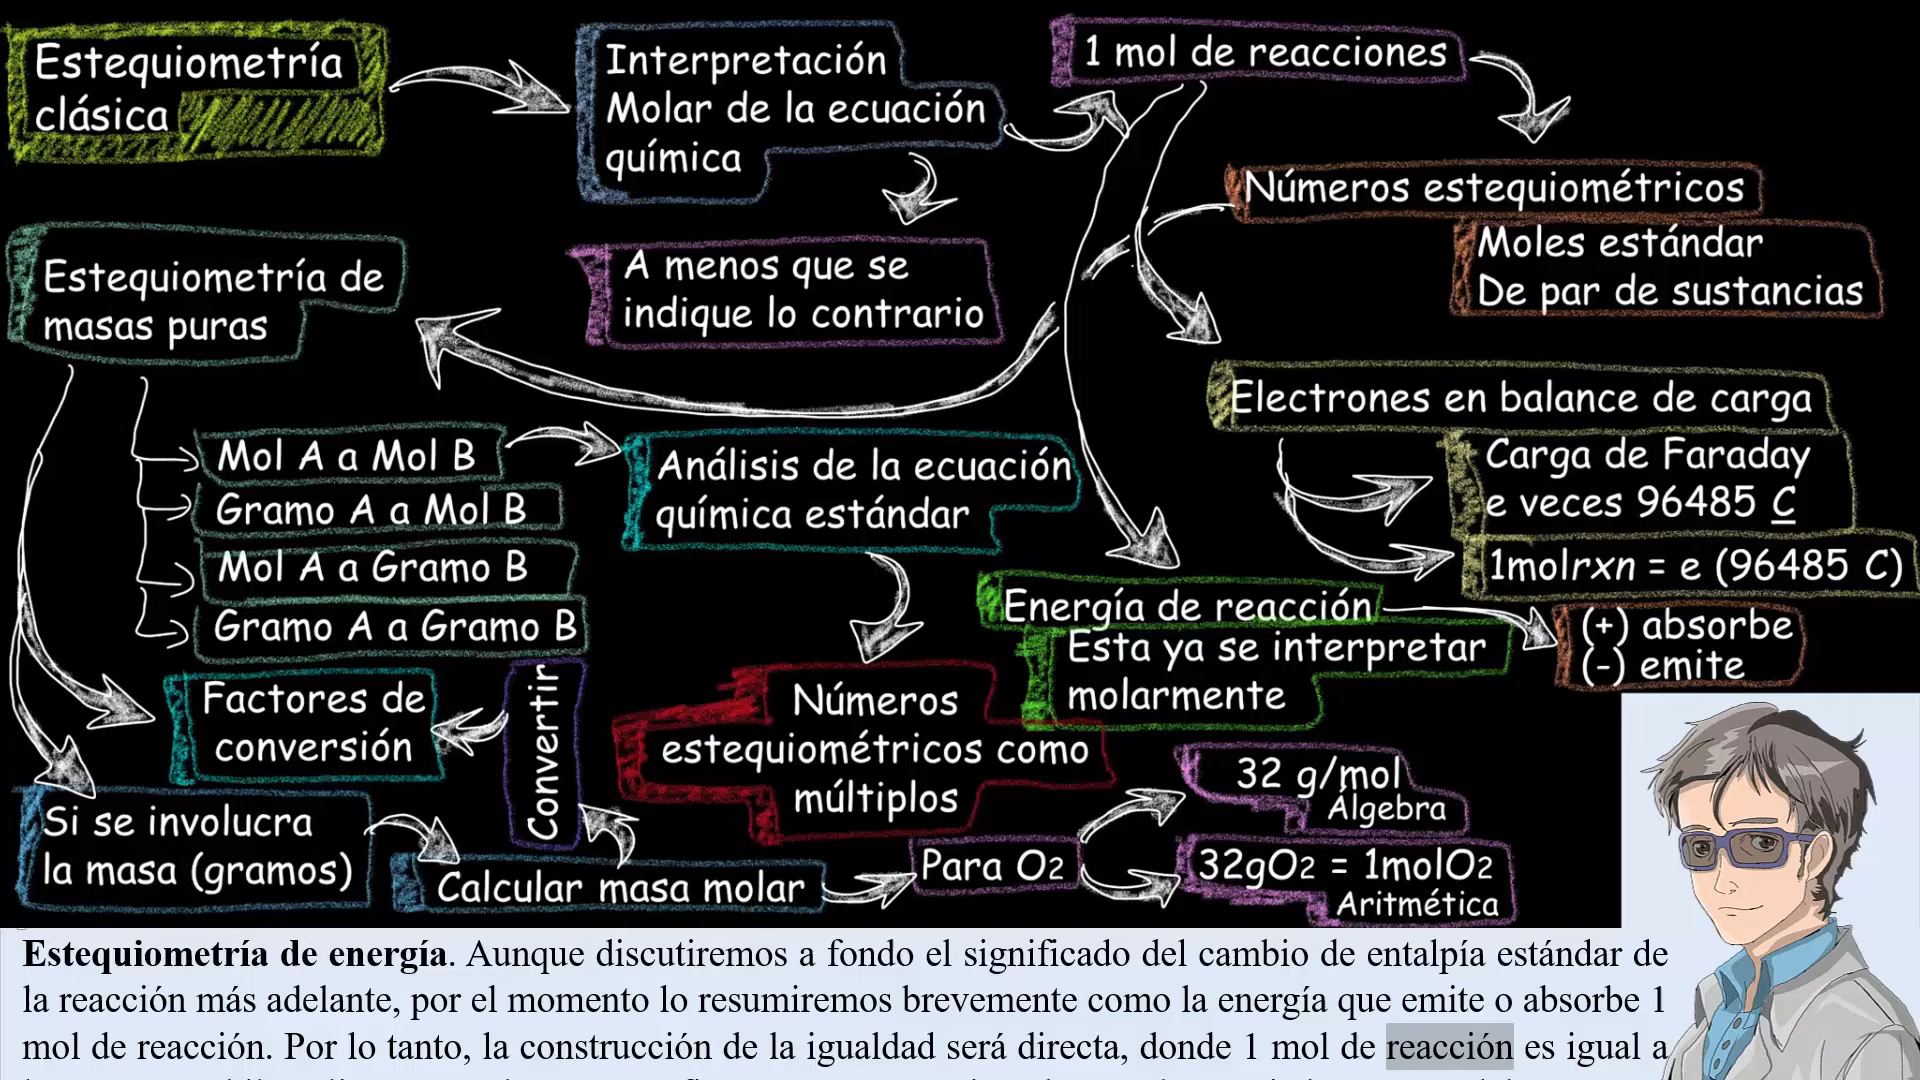 Estequiometría
clásica
Interpretación
Molar de la ecuación
química
1 mol de reacciones
Números estequiométricos
Moles estándar
De par de sustancias
A menos que se
indique lo contrario
Estequiometría de
masas puras
Electrones en balance de carga
Carga de Faraday
e veces 96485 C
1molrxn = e (96485 C)
Mol A a Mol B
Gramo A a Mol B
Mol A a Gramo B
Gramo A a Gramo B
Análisis de la ecuación
química estándar
Energía de reacción
Esta ya se interpretar
molarmente
(+) absorbe
(-) emite
Factores de
conversión
Convertir
Números
estequiométricos como
múltiplos
Si se involucra
la masa (gramos)
Calcular masa molar
Para O2
32 g/mol
Álgebra
32gO2 = 1molO2
Aritmética
Estequiometría de energía. Aunque discutiremos a fondo el significado del cambio de entalpía estándar de
la reacción más adelante, por el momento lo resumiremos brevemente como la energía que emite o absorbe 1
mol de reacción. Por lo tanto, la construcción de la igualdad será directa, donde 1 mol de reacción es igual a